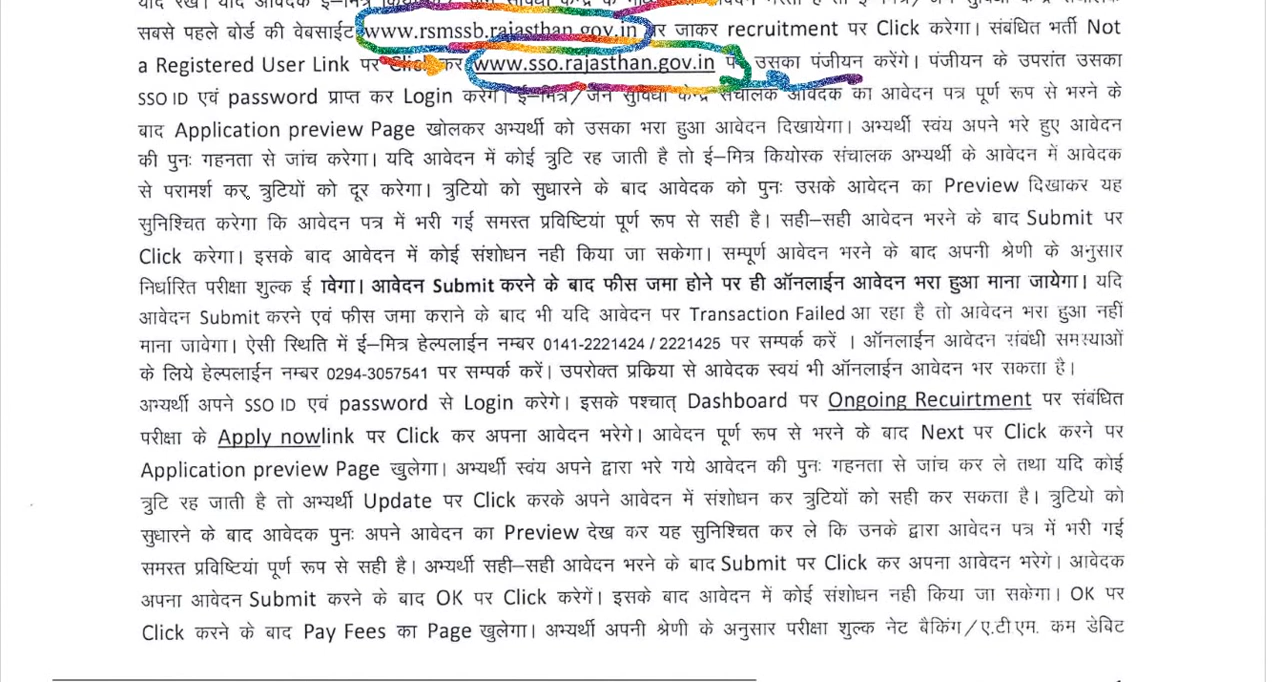 याद रखें। यदि आवेदक ई–मित्र
सबसे पहले बोर्ड की वेबसाईट www.rsmssb.rajasthan.gov.in पर जाकर recruitment पर Click करेगा। संबधित भर्ती Not
a Registered User Link पर Click कर www.sso.rajasthan.gov.in पर उसका पंजीयन करेंगे। पंजीयन के उपरांत उसका
SSO ID एवं password प्राप्त कर Login करेगें। ई–मित्र/जन सुविधा केन्द्र संचालक आवेदक का आवेदन पत्र पूर्ण रूप से भरने के
बाद Application preview Page खोलकर अभ्यर्थी को उसका भरा हुआ आवेदन दिखायेगा। अभ्यर्थी स्वंय अपने भरे हुए आवेदन
की पुनः गहनता से जांच करेगा। यदि आवेदन में कोई त्रुटि रह जाती है तो ई–मित्र कियोस्क संचालक अभ्यर्थी के आवेदन में आवेदक
से परामर्श कर त्रुटियों को दूर करेगा। त्रुटियो को सुधारने के बाद आवेदक को पुनः उसके आवेदन का Preview दिखाकर यह
सुनिश्चित करेगा कि आवेदन पत्र में भरी गई समस्त प्रविष्टियां पूर्ण रूप से सही है। सही–सही आवेदन भरने के बाद Submit पर
Click करेगा। इसके बाद आवेदन में कोई संशोधन नही किया जा सकेगा। सम्पूर्ण आवेदन भरने के बाद अपनी श्रेणी के अनुसार
निर्धारित परीक्षा शुल्क ई वेगा। आवेदन Submit करने के बाद फीस जमा होने पर ही ऑनलाईन आवेदन भरा हुआ माना जायेगा। यदि
आवेदन Submit करने एवं फीस जमा कराने के बाद भी यदि आवेदन पर Transaction Failed आ रहा है तो आवेदन भरा हुआ नहीं
माना जावेगा। ऐसी स्थिति में ई–मित्र हेल्पलाईन नम्बर 0141-2221424 / 2221425 पर सम्पर्क करें । ऑनलाईन आवेदन संबंधी समस्याओं
के लिये हेल्पलाईन नम्बर 0294-3057541 पर सम्पर्क करें। उपरोक्त प्रकिया से आवेदक स्वयं भी ऑनलाईन आवेदन भर सकता है।
अभ्यर्थी अपने SSO ID एवं password से Login करेगे। इसके पश्चात् Dashboard पर Ongoing Recuirtment पर संबंधित
परीक्षा के Apply nowlink पर Click कर अपना आवेदन भरेगे। आवेदन पूर्ण रूप से भरने के बाद Next पर Click करने पर
Application preview Page खुलेगा। अभ्यर्थी स्वंय अपने द्वारा भरे गये आवेदन की पुनः गहनता से जांच कर ले तथा यदि कोई
त्रुटि रह जाती है तो अभ्यर्थी Update पर Click करके अपने आवेदन में संशोधन कर त्रुटियों को सही कर सकता है। त्रुटियो को
सुधारने के बाद आवेदक पुनः अपने आवेदन का Preview देख कर यह सुनिश्चित कर ले कि उनके द्वारा आवेदन पत्र में भरी गई
समस्त प्रविष्टियां पूर्ण रूप से सही है। अभ्यर्थी सही–सही आवेदन भरने के बाद Submit पर Click कर अपना आवेदन भरेगे। आवेदक
अपना आवेदन Submit करने के बाद OK पर Click करेगें। इसके बाद आवेदन में कोई संशोधन नही किया जा सकेगा। OK पर
Click करने के बाद Pay Fees का Page खुलेगा। अभ्यर्थी अपनी श्रेणी के अनुसार परीक्षा शुल्क नेट बैकिंग/ए.टी.एम. कम डेबिट